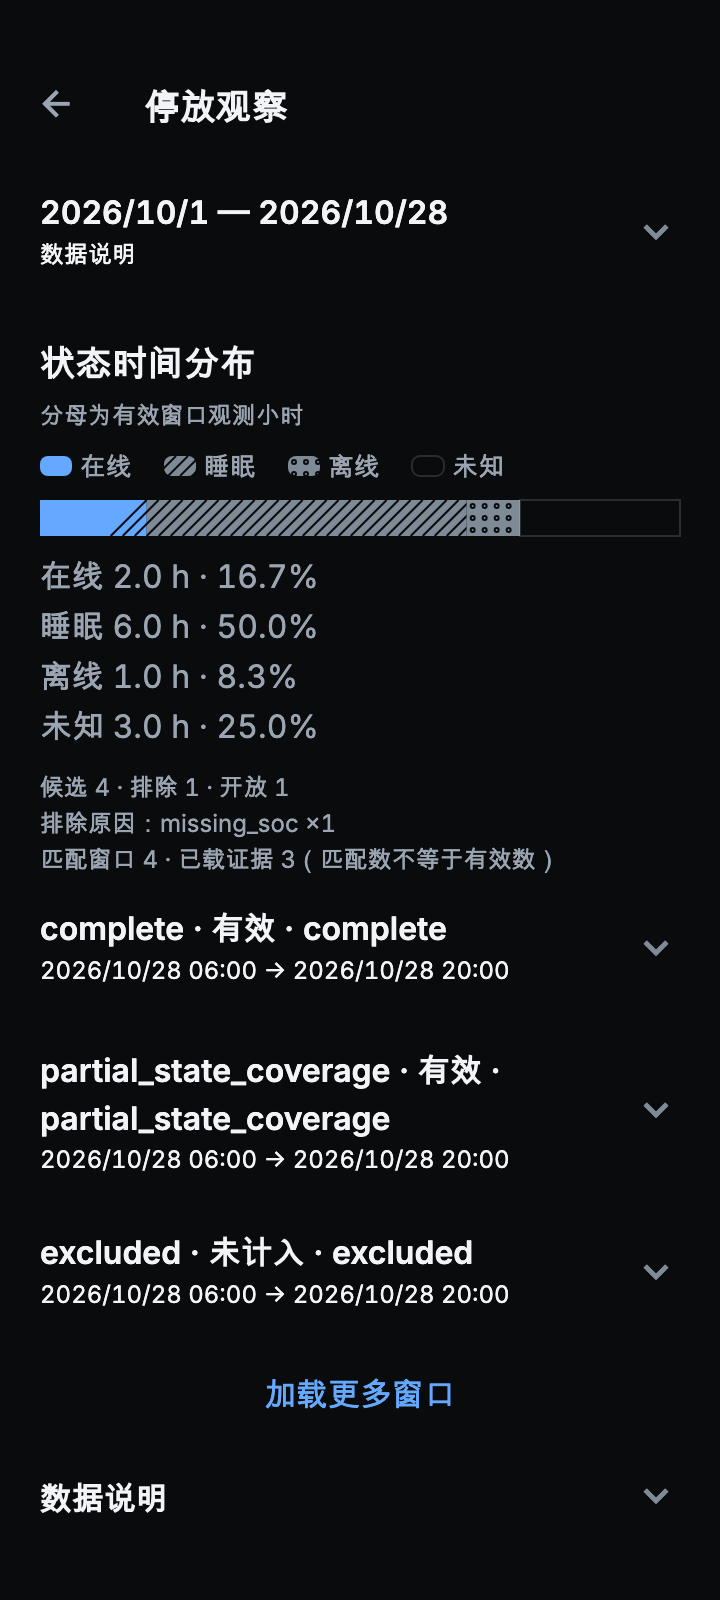 停放观察
2026/10/1 — 2026/10/28
数据说明
状态时间分布
分母为有效窗口观测小时
在线 睡眠 离线 未知
在线 2.0 h · 16.7%
睡眠 6.0 h · 50.0%
离线 1.0 h · 8.3%
未知 3.0 h · 25.0%
候选 4 · 排除 1 · 开放 1
排除原因：missing_soc ×1
匹配窗口 4 · 已载证据 3（匹配数不等于有效数）
complete · 有效 · complete
2026/10/28 06:00 → 2026/10/28 20:00
partial_state_coverage · 有效 ·
partial_state_coverage
2026/10/28 06:00 → 2026/10/28 20:00
excluded · 未计入 · excluded
2026/10/28 06:00 → 2026/10/28 20:00
加载更多窗口
数据说明